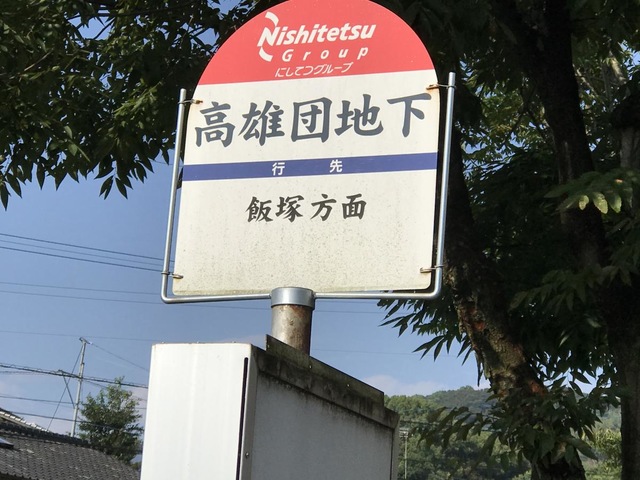 Nishitetsu
Group
にしてつグループ
高雄団地下
行先
飯塚方面